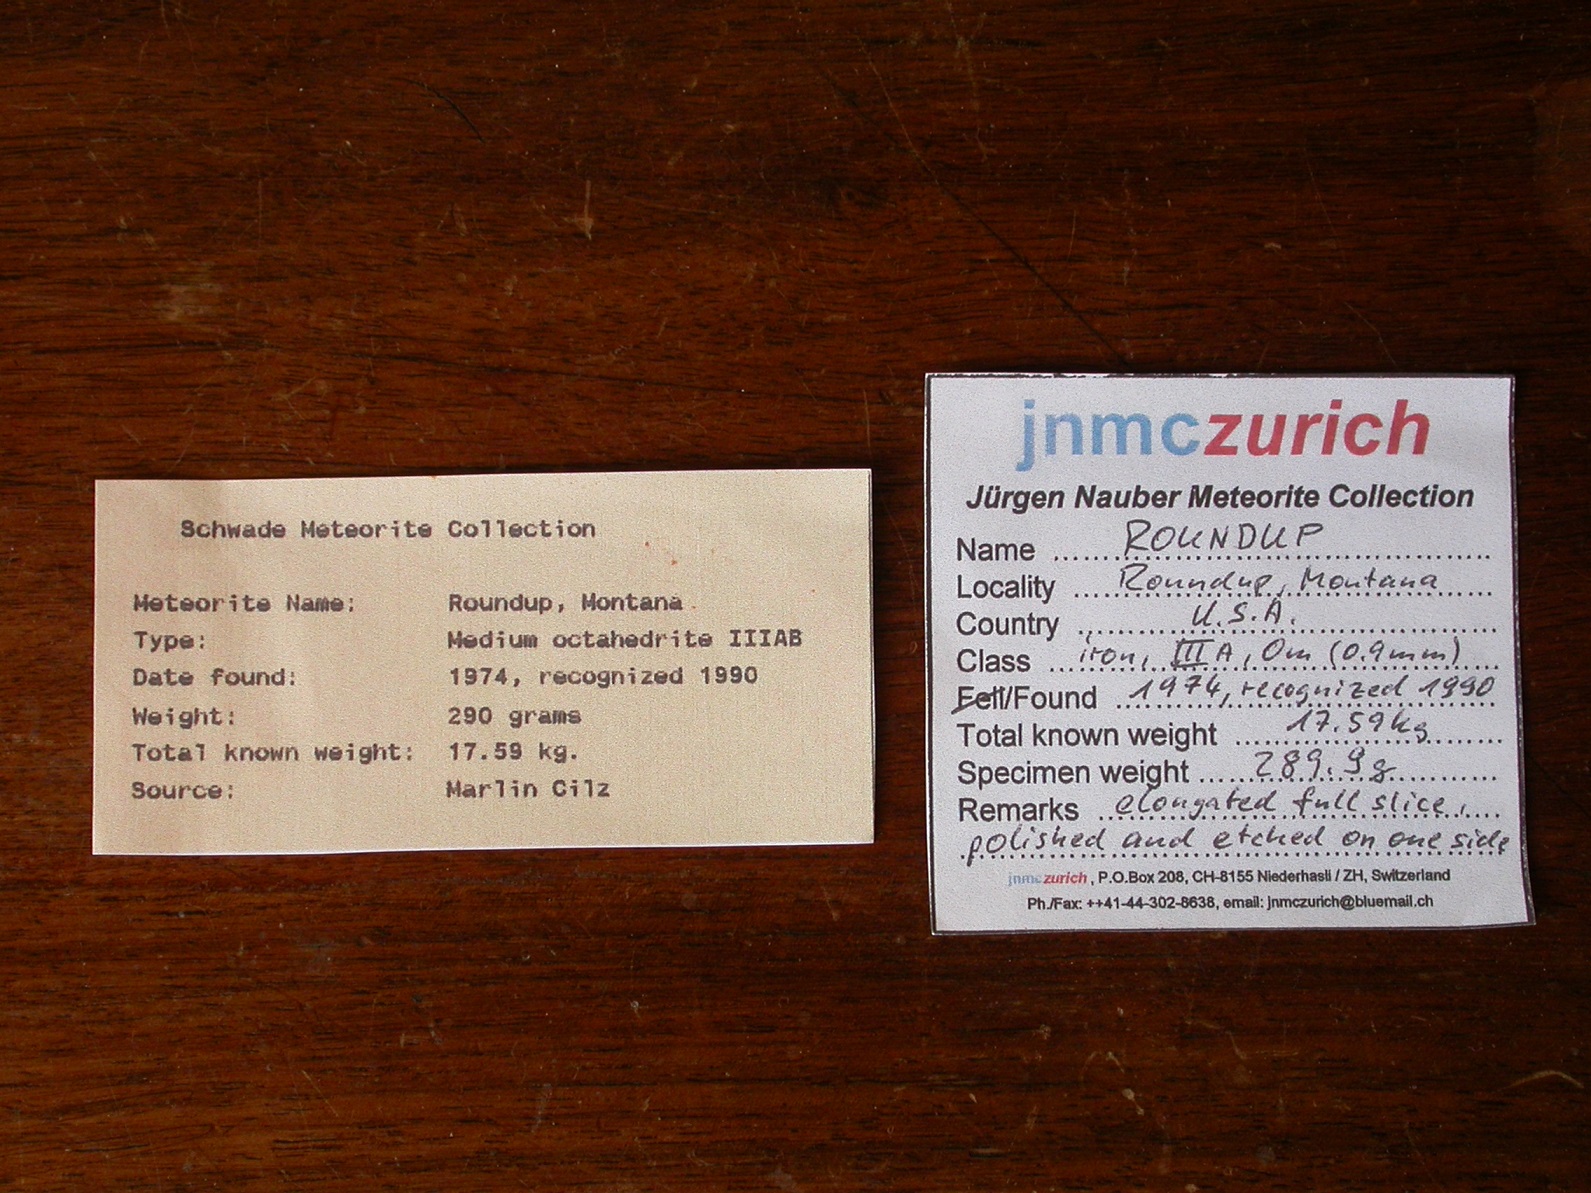 Schwade Meteorite Collection
Meteorite Name: Roundup, Montana
Type: Medium octahedrite IIIAB
Date found: 1974, recognized 1990
Weight: 290 grams
Total known weight: 17.59 kg.
Source: Marlin Cilz
jnmczurich
Jürgen Nauber Meteorite Collection
Name ...... ROUNDUP
Locality ...... Roundup, Montana
Country ...... U.S.A.
Class ... iron, IIIA, Om (0.9mm)
Fell/Found ...... 1974, recognized 1990
Total known weight ...... 17.59kg
Specimen weight ..... 289.9g
Remarks ... elongated full slice,
polished and etched on one side
jnmczurich, P.O.Box 208, CH-8155 Niederhasli / ZH, Switzerland
Ph./Fax: ++41-44-302-8638, email: jnmczurich@bluemail.ch